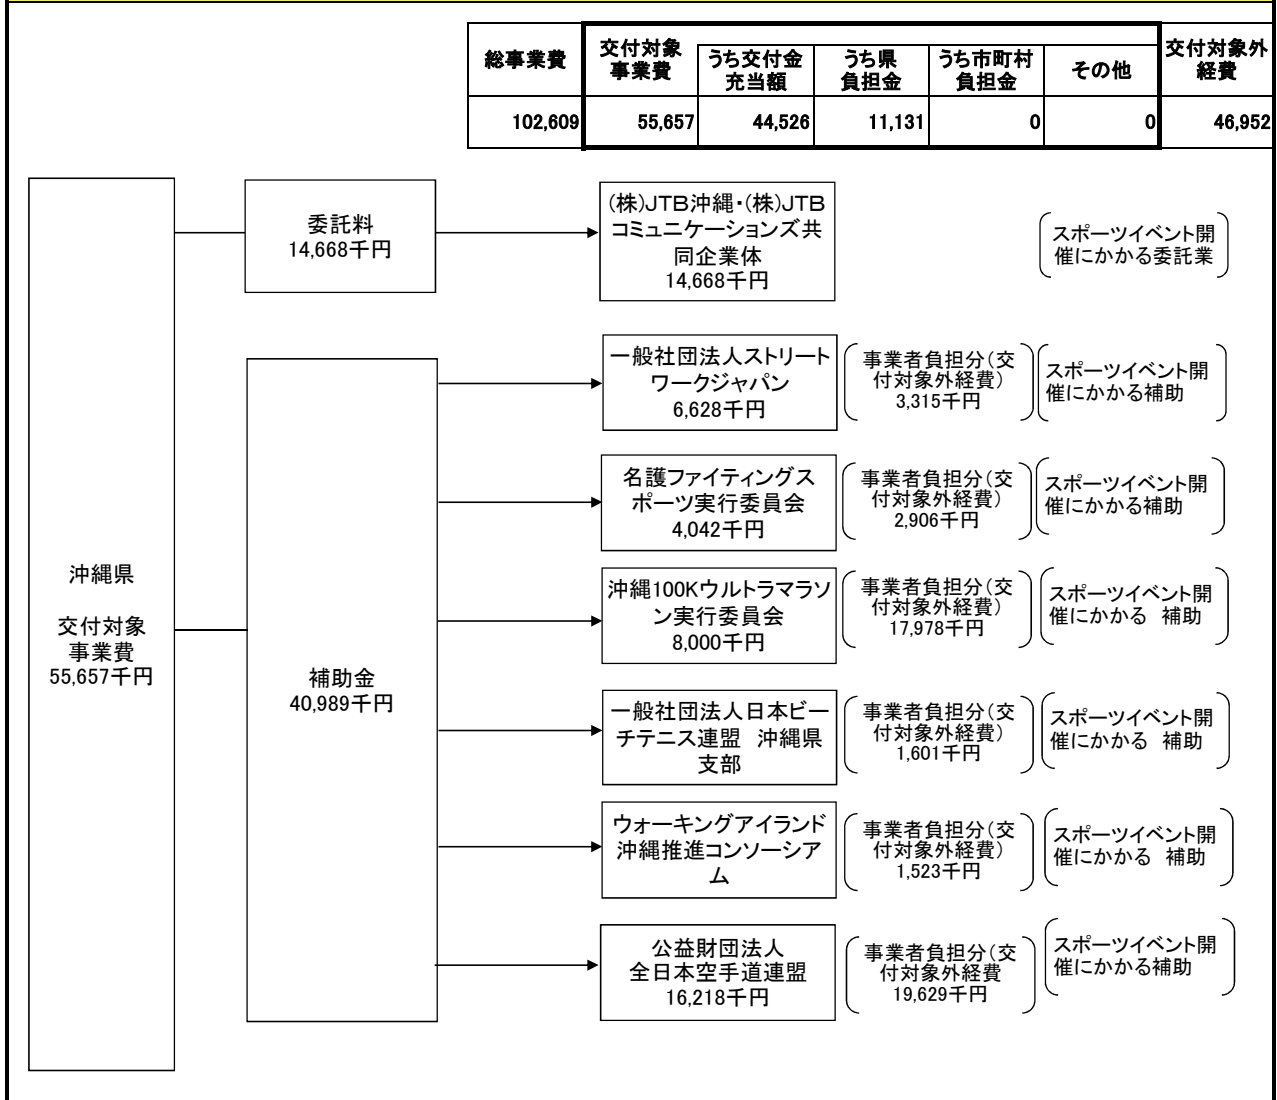 総事業費
交付対象
事業費
うち交付金
充当額
うち県
負担金
うち市町村
負担金
その他
交付対象外
経費
102,609
55,657
44,526
11,131
0
0
46,952
沖縄県
交付対象
事業費
55,657千円
委託料
14,668千円
(株)JTB沖縄・(株)JTB
コミュニケーションズ共
同企業体
14,668千円
スポーツイベント開
催にかかる委託業
補助金
40,989千円
一般社団法人ストリート
ワークジャパン
6,628千円
事業者負担分(交
付対象外経費)
3,315千円
スポーツイベント開
催にかかる補助
名護ファイティングス
ポーツ実行委員会
4,042千円
事業者負担分(交
付対象外経費)
2,906千円
スポーツイベント開
催にかかる補助
沖縄100Kウルトラマラソ
ン実行委員会
8,000千円
事業者負担分(交
付対象外経費)
17,978千円
スポーツイベント開
催にかかる 補助
一般社団法人日本ビー
チテニス連盟 沖縄県
支部
事業者負担分(交
付対象外経費)
1,601千円
スポーツイベント開
催にかかる 補助
ウォーキングアイランド
沖縄推進コンソーシア
ム
事業者負担分(交
付対象外経費)
1,523千円
スポーツイベント開
催にかかる 補助
公益財団法人
全日本空手道連盟
16,218千円
事業者負担分(交
付対象外経費
19,629千円
スポーツイベント開
催にかかる補助